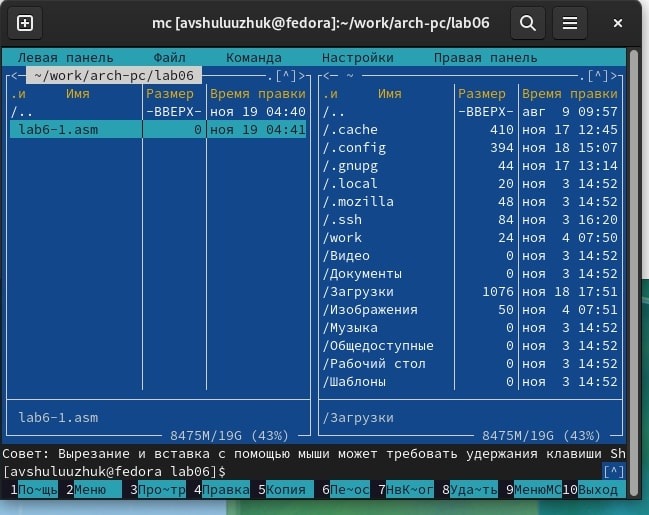 mc [avshuluuzhuk@fedora]:~/work/arch-pc/lab06
Левая панель Файл Команда Настройки Правая панель
<— ~/work/arch-pc/lab06 .[^]> <— ~ .[^]>
.и Имя Размер Время правки .и Имя Размер Время правки
/.. -ВВЕРХ- ноя 19 04:40 /.. -ВВЕРХ- авг 9 09:57
lab6-1.asm 0 ноя 19 04:41 /.cache 410 ноя 17 12:45
/.config 394 ноя 18 15:07
/.gnupg 44 ноя 17 13:14
/.local 20 ноя 3 14:52
/.mozilla 48 ноя 3 14:52
/.ssh 84 ноя 3 16:20
/work 24 ноя 4 07:50
/Видео 0 ноя 3 14:52
/Документы 0 ноя 3 14:52
/Загрузки 1076 ноя 18 17:51
/Изображения 50 ноя 4 07:51
/Музыка 0 ноя 3 14:52
/Общедоступные 0 ноя 3 14:52
/Рабочий стол 0 ноя 3 14:52
/Шаблоны 0 ноя 3 14:52
lab6-1.asm /Загрузки
8475M/19G (43%) 8475M/19G (43%)
Совет: Вырезание и вставка с помощью мыши может требовать удержания клавиши Sh
[avshuluuzhuk@fedora lab06]$ [^]
1По~щь 2Меню 3Про~тр 4Правка 5Копия 6Пе~ос 7НвК~ог 8Уда~ть 9МенюМС 10Выход